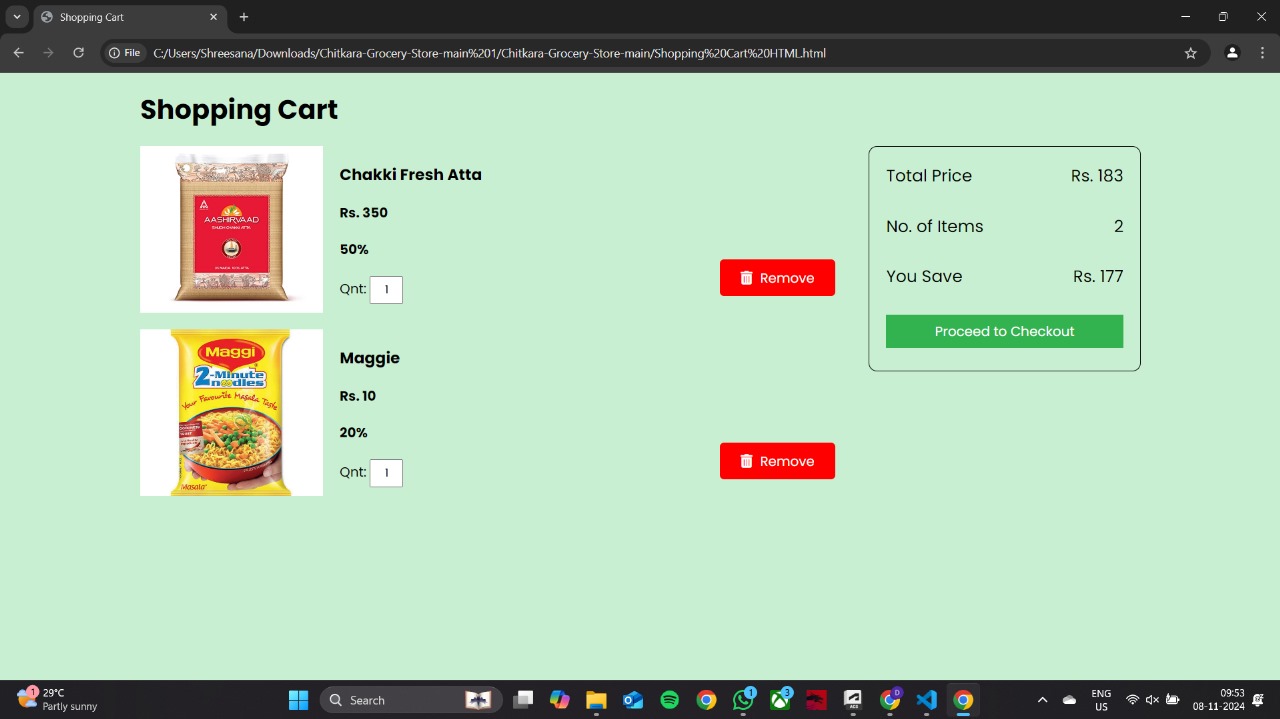 Shopping Cart
File
C:/Users/Shreesana/Downloads/Chitkara-Grocery-Store-main%201/Chitkara-Grocery-Store-main/Shopping%20Cart%20HTML.html
Shopping Cart
AASHIRVAAD
Chakki Fresh Atta
Rs. 350
50%
Qnt: 1
Remove
Maggi
2-Minute
noodles
Your Favourite Masala Taste
Masala
Maggie
Rs. 10
20%
Qnt: 1
Remove
Total Price Rs. 183
No. of Items 2
You Save Rs. 177
Proceed to Checkout
1
29°C
Partly sunny
Search
1
3
D
ENG
US
09:53
08-11-2024